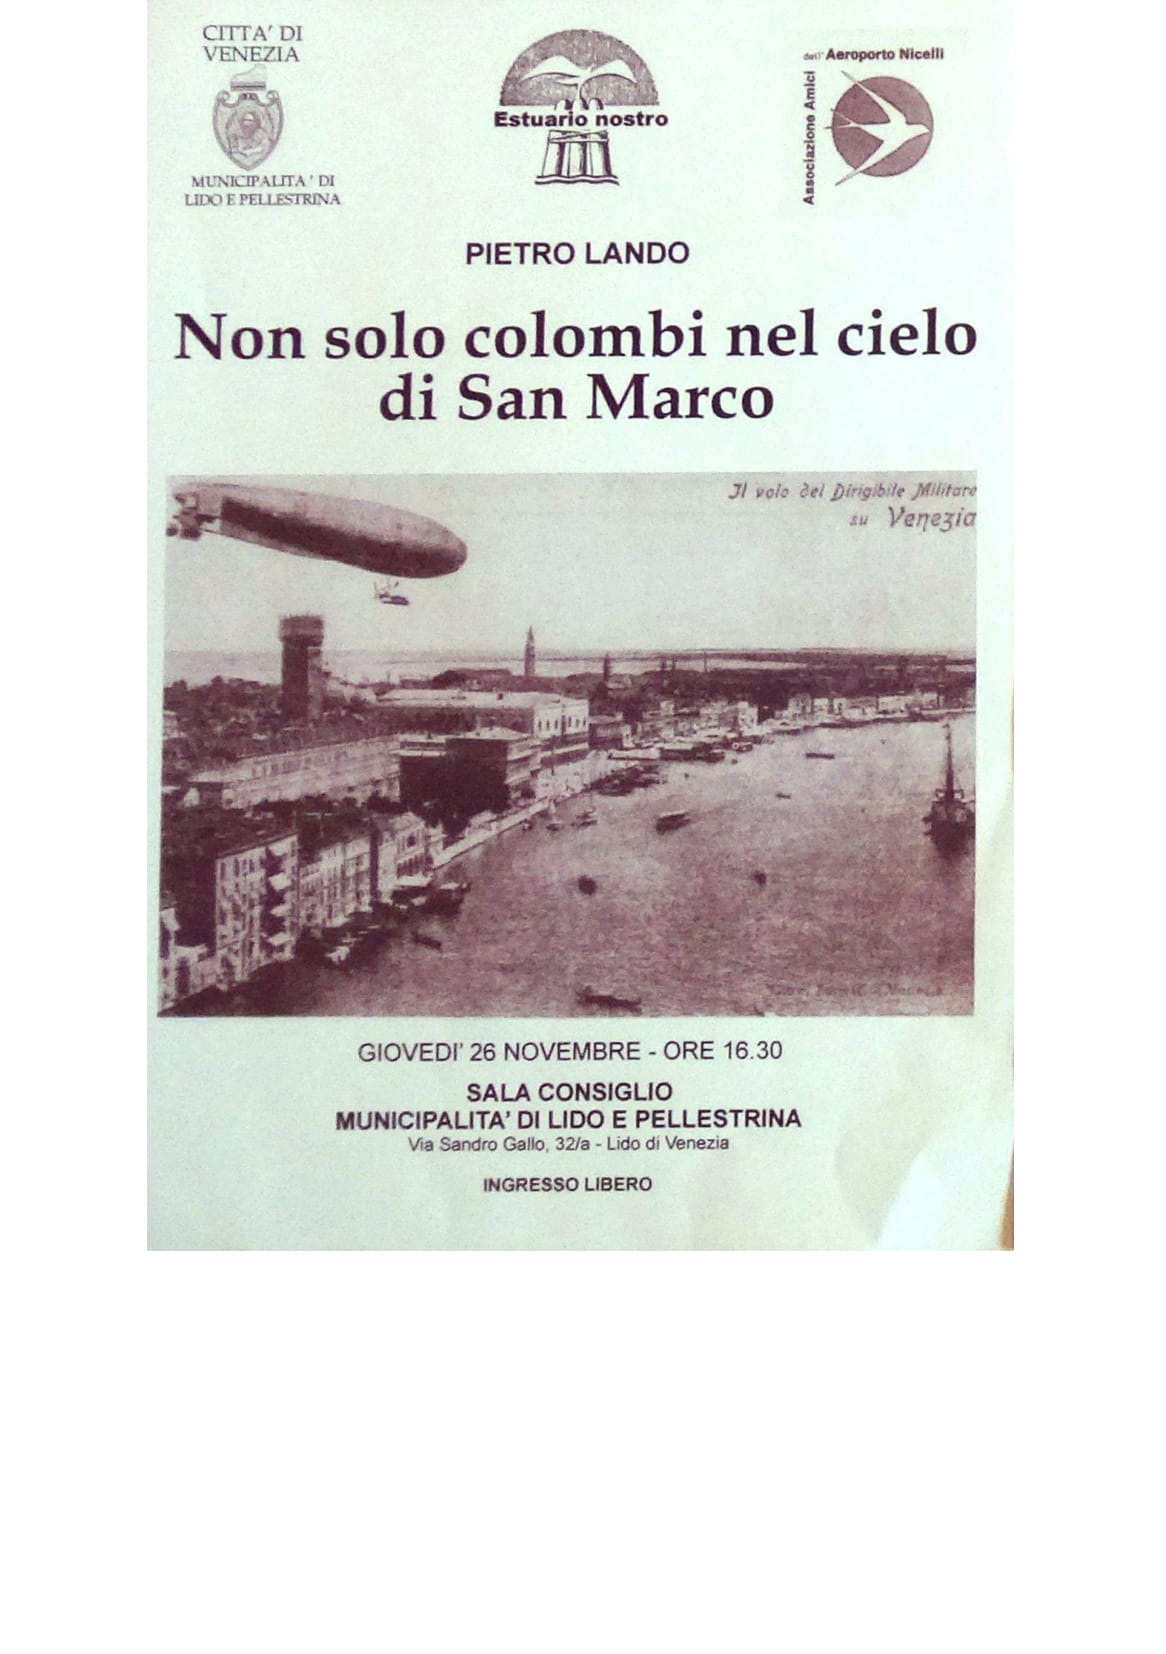 CITTA' DI
VENEZIA
MUNICIPALITA' DI
LIDO E PELLESTRINA
Estuario nostro
Associazione Amici
dell' Aeroporto Nicelli
PIETRO LANDO
Non solo colombi nel cielo
di San Marco
Il volo del Dirigibile Militare
su Venezia
GIOVEDI' 26 NOVEMBRE - ORE 16.30
SALA CONSIGLIO
MUNICIPALITA' DI LIDO E PELLESTRINA
Via Sandro Gallo, 32/a - Lido di Venezia
INGRESSO LIBERO